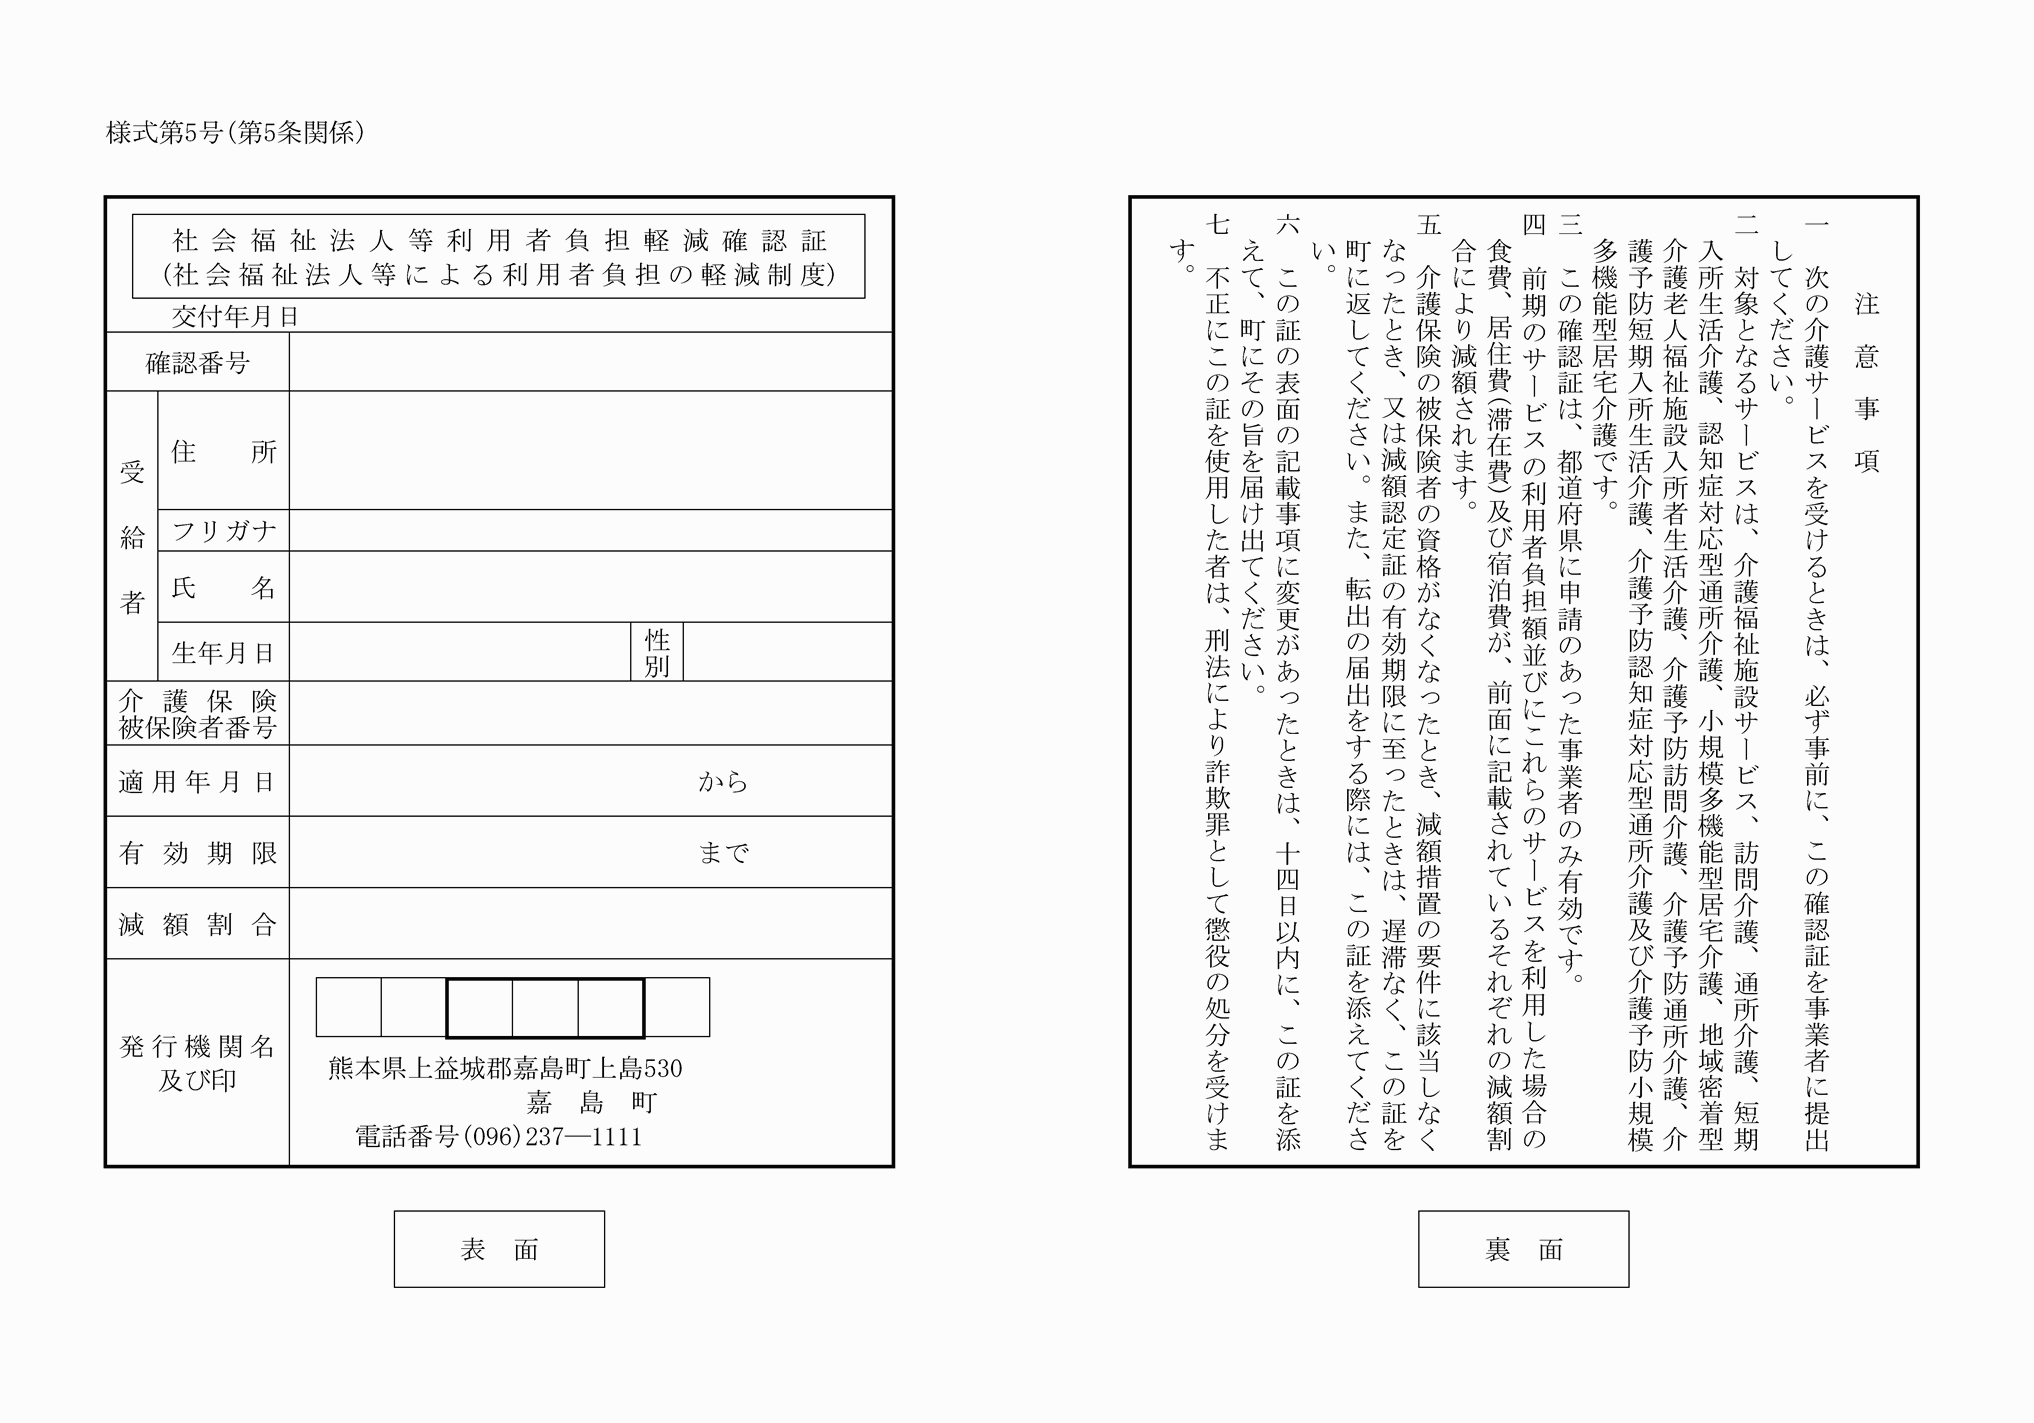 様式第5号(第5条関係)
社会福祉法人等利用者負担軽減確認証
(社会福祉法人等による利用者負担の軽減制度)
交付年月日
確認番号
受給者
住所
フリガナ
氏名
生年月日
性別
介護保険
被保険者番号
適用年月日
から
有効期限
まで
減額割合
発行機関名
及び印
熊本県上益城郡嘉島町上島530
嘉島町
電話番号(096)237―1111
表面
注意事項
一 次の介護サービスを受けるときは、必ず事前に、この確認証を事業者に提出
してください。
二 対象となるサービスは、介護福祉施設サービス、訪問介護、通所介護、短期
入所生活介護、認知症対応型通所介護、小規模多機能型居宅介護、地域密着型
介護老人福祉施設入所者生活介護、介護予防訪問介護、介護予防通所介護、介
護予防短期入所生活介護、介護予防認知症対応型通所介護及び介護予防小規模
多機能型居宅介護です。
三 この確認証は、都道府県に申請のあった事業者のみ有効です。
四 前期のサービスの利用者負担額並びにこれらのサービスを利用した場合の
食費、居住費(滞在費)及び宿泊費が、前面に記載されているそれぞれの減額割
合により減額されます。
五 介護保険の被保険者の資格がなくなったとき、減額措置の要件に該当しなく
なったとき、又は減額認定証の有効期限に至ったときは、遅滞なく、この証を
町に返してください。また、転出の届出をする際には、この証を添えてくださ
い。
六 この証の表面の記載事項に変更があったときは、十四日以内に、この証を添
えて、町にその旨を届け出てください。
七 不正にこの証を使用した者は、刑法により詐欺罪として懲役の処分を受けま
す。
裏面